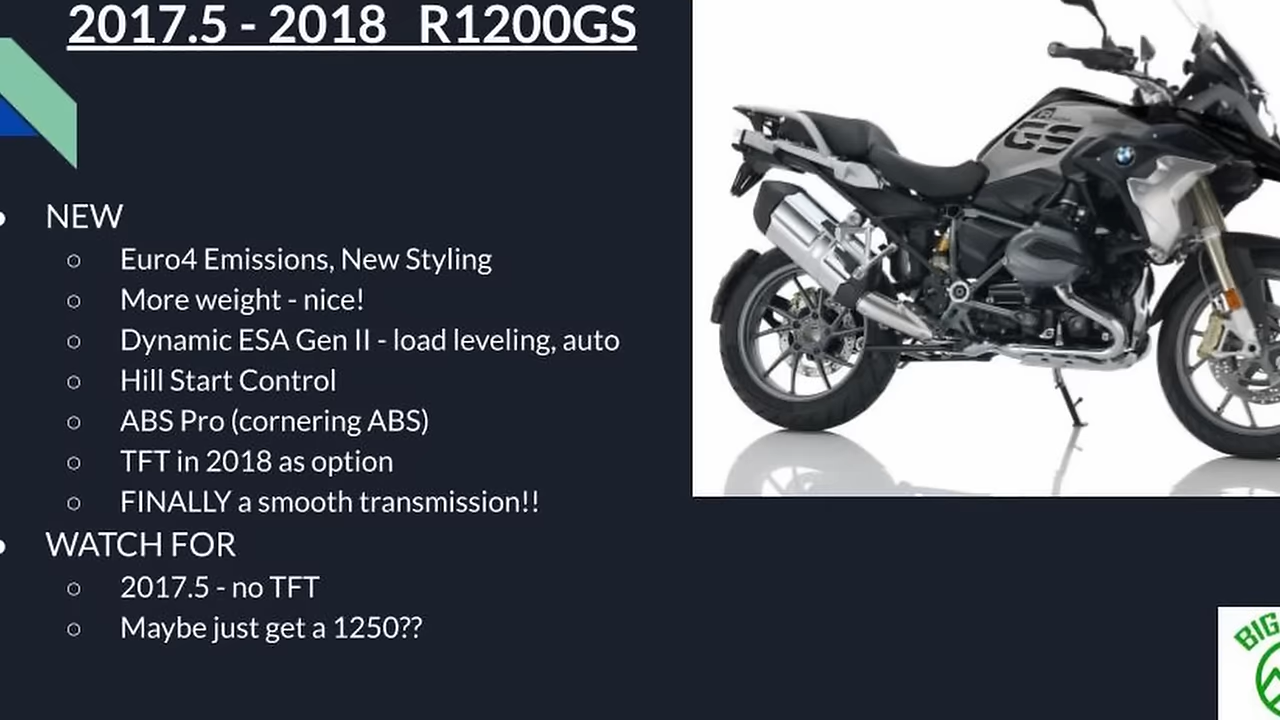 2017.5 - 2018 R1200GS
NEW
Euro4 Emissions, New Styling
More weight - nice!
Dynamic ESA Gen II - load leveling, auto
Hill Start Control
ABS Pro (cornering ABS)
TFT in 2018 as option
FINALLY a smooth transmission!!
WATCH FOR
2017.5 - no TFT
Maybe just get a 1250??
GS
BIG